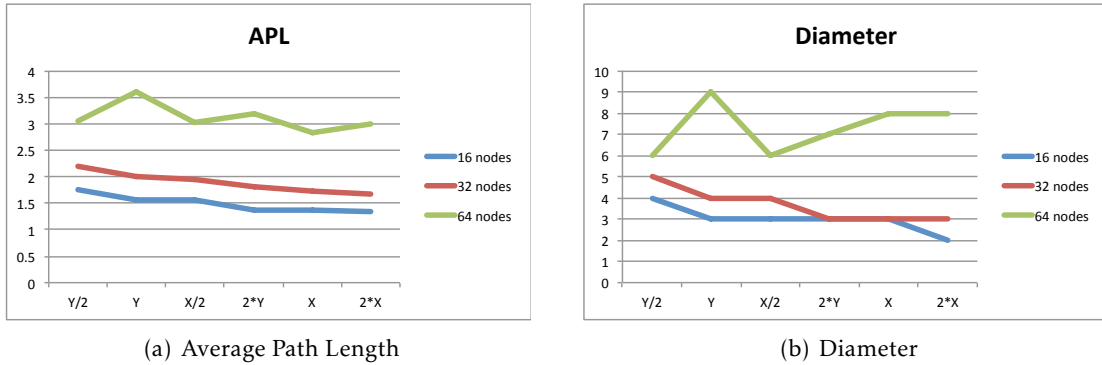 APL
4
3.5
3
2.5
2
1.5
1
0.5
0
Y/2 Y X/2 2*Y X 2*X
16 nodes
32 nodes
64 nodes
(a) Average Path Length
Diameter
10
9
8
7
6
5
4
3
2
1
0
Y/2 Y X/2 2*Y X 2*X
16 nodes
32 nodes
64 nodes
(b) Diameter